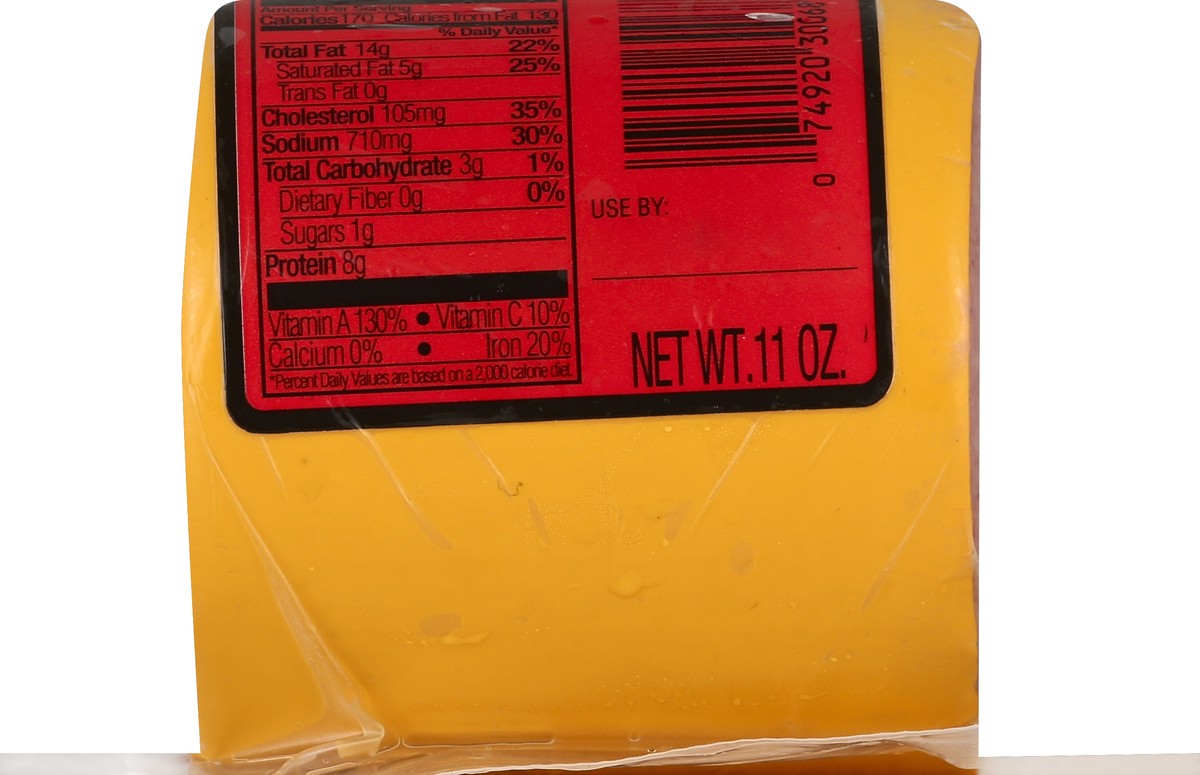 Amount Per Serving
Calories 170 Calories from Fat 130
% Daily Value*
Total Fat 14g 22%
Saturated Fat 5g 25%
Trans Fat 0g
Cholesterol 105mg 35%
Sodium 710mg 30%
Total Carbohydrate 3g 1%
Dietary Fiber 0g 0%
Sugars 1g
Protein 8g
Vitamin A 130% • Vitamin C 10%
Calcium 0% • Iron 20%
*Percent Daily Values are based on a 2,000 calorie diet.
0 74920 30068
USE BY:
NET WT. 11 OZ.